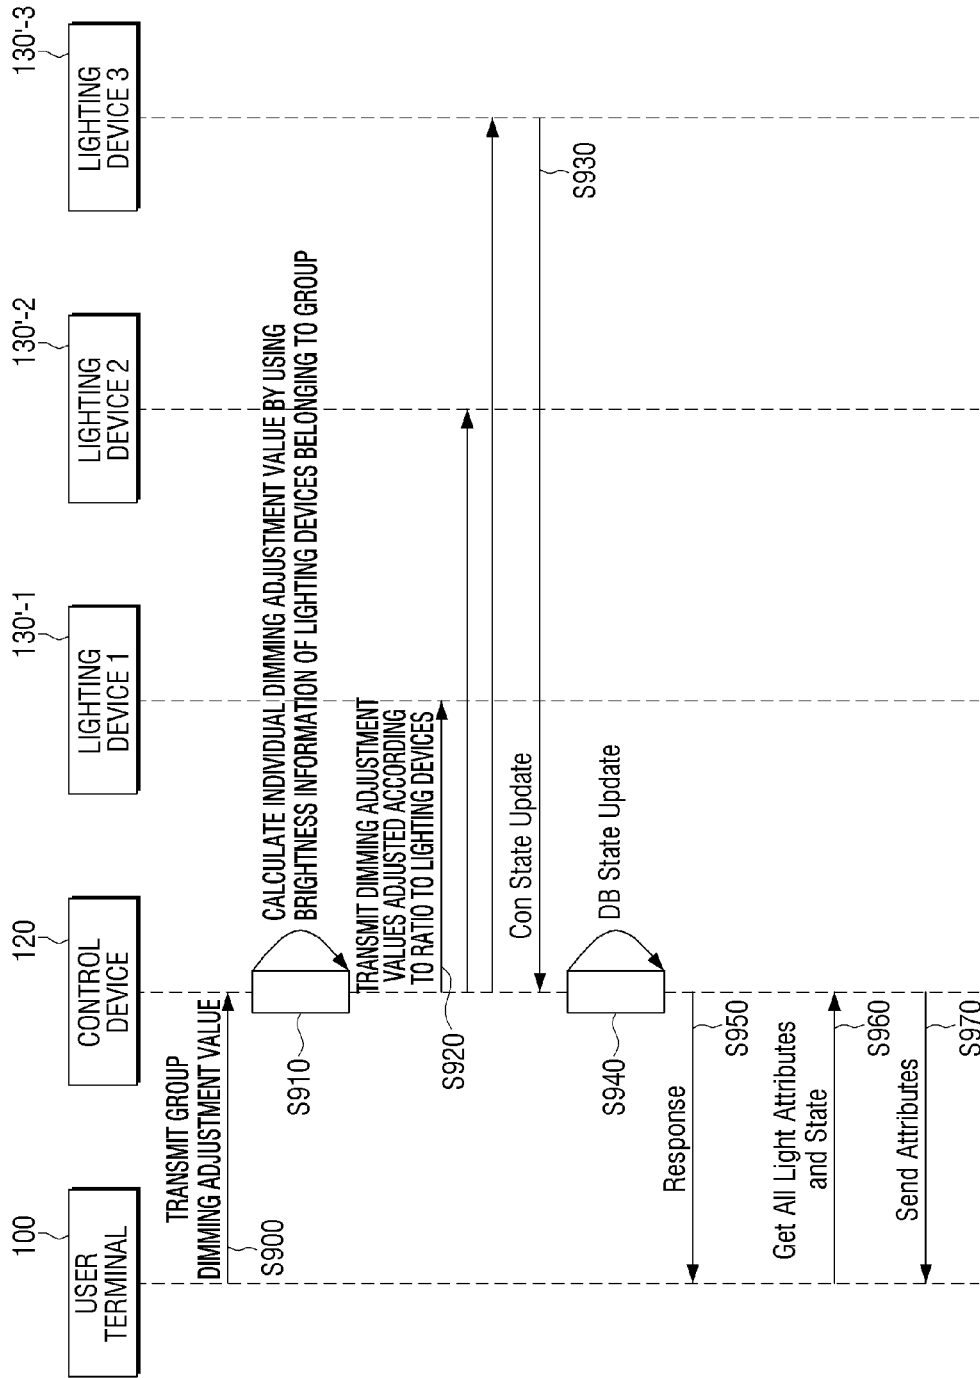 100
USER
TERMINAL
120
CONTROL
DEVICE
130'-1
LIGHTING
DEVICE 1
130'-2
LIGHTING
DEVICE 2
130'-3
LIGHTING
DEVICE 3
TRANSMIT GROUP
DIMMING ADJUSTMENT VALUE
S900
S910
CALCULATE INDIVIDUAL DIMMING ADJUSTMENT VALUE BY USING
BRIGHTNESS INFORMATION OF LIGHTING DEVICES BELONGING TO GROUP
TRANSMIT DIMMING ADJUSTMENT
VALUES ADJUSTED ACCORDING
TO RATIO TO LIGHTING DEVICES
S920
Con State Update
S930
S940
DB State Update
Response
S950
Get All Light Attributes
and State
S960
Send Attributes
S970